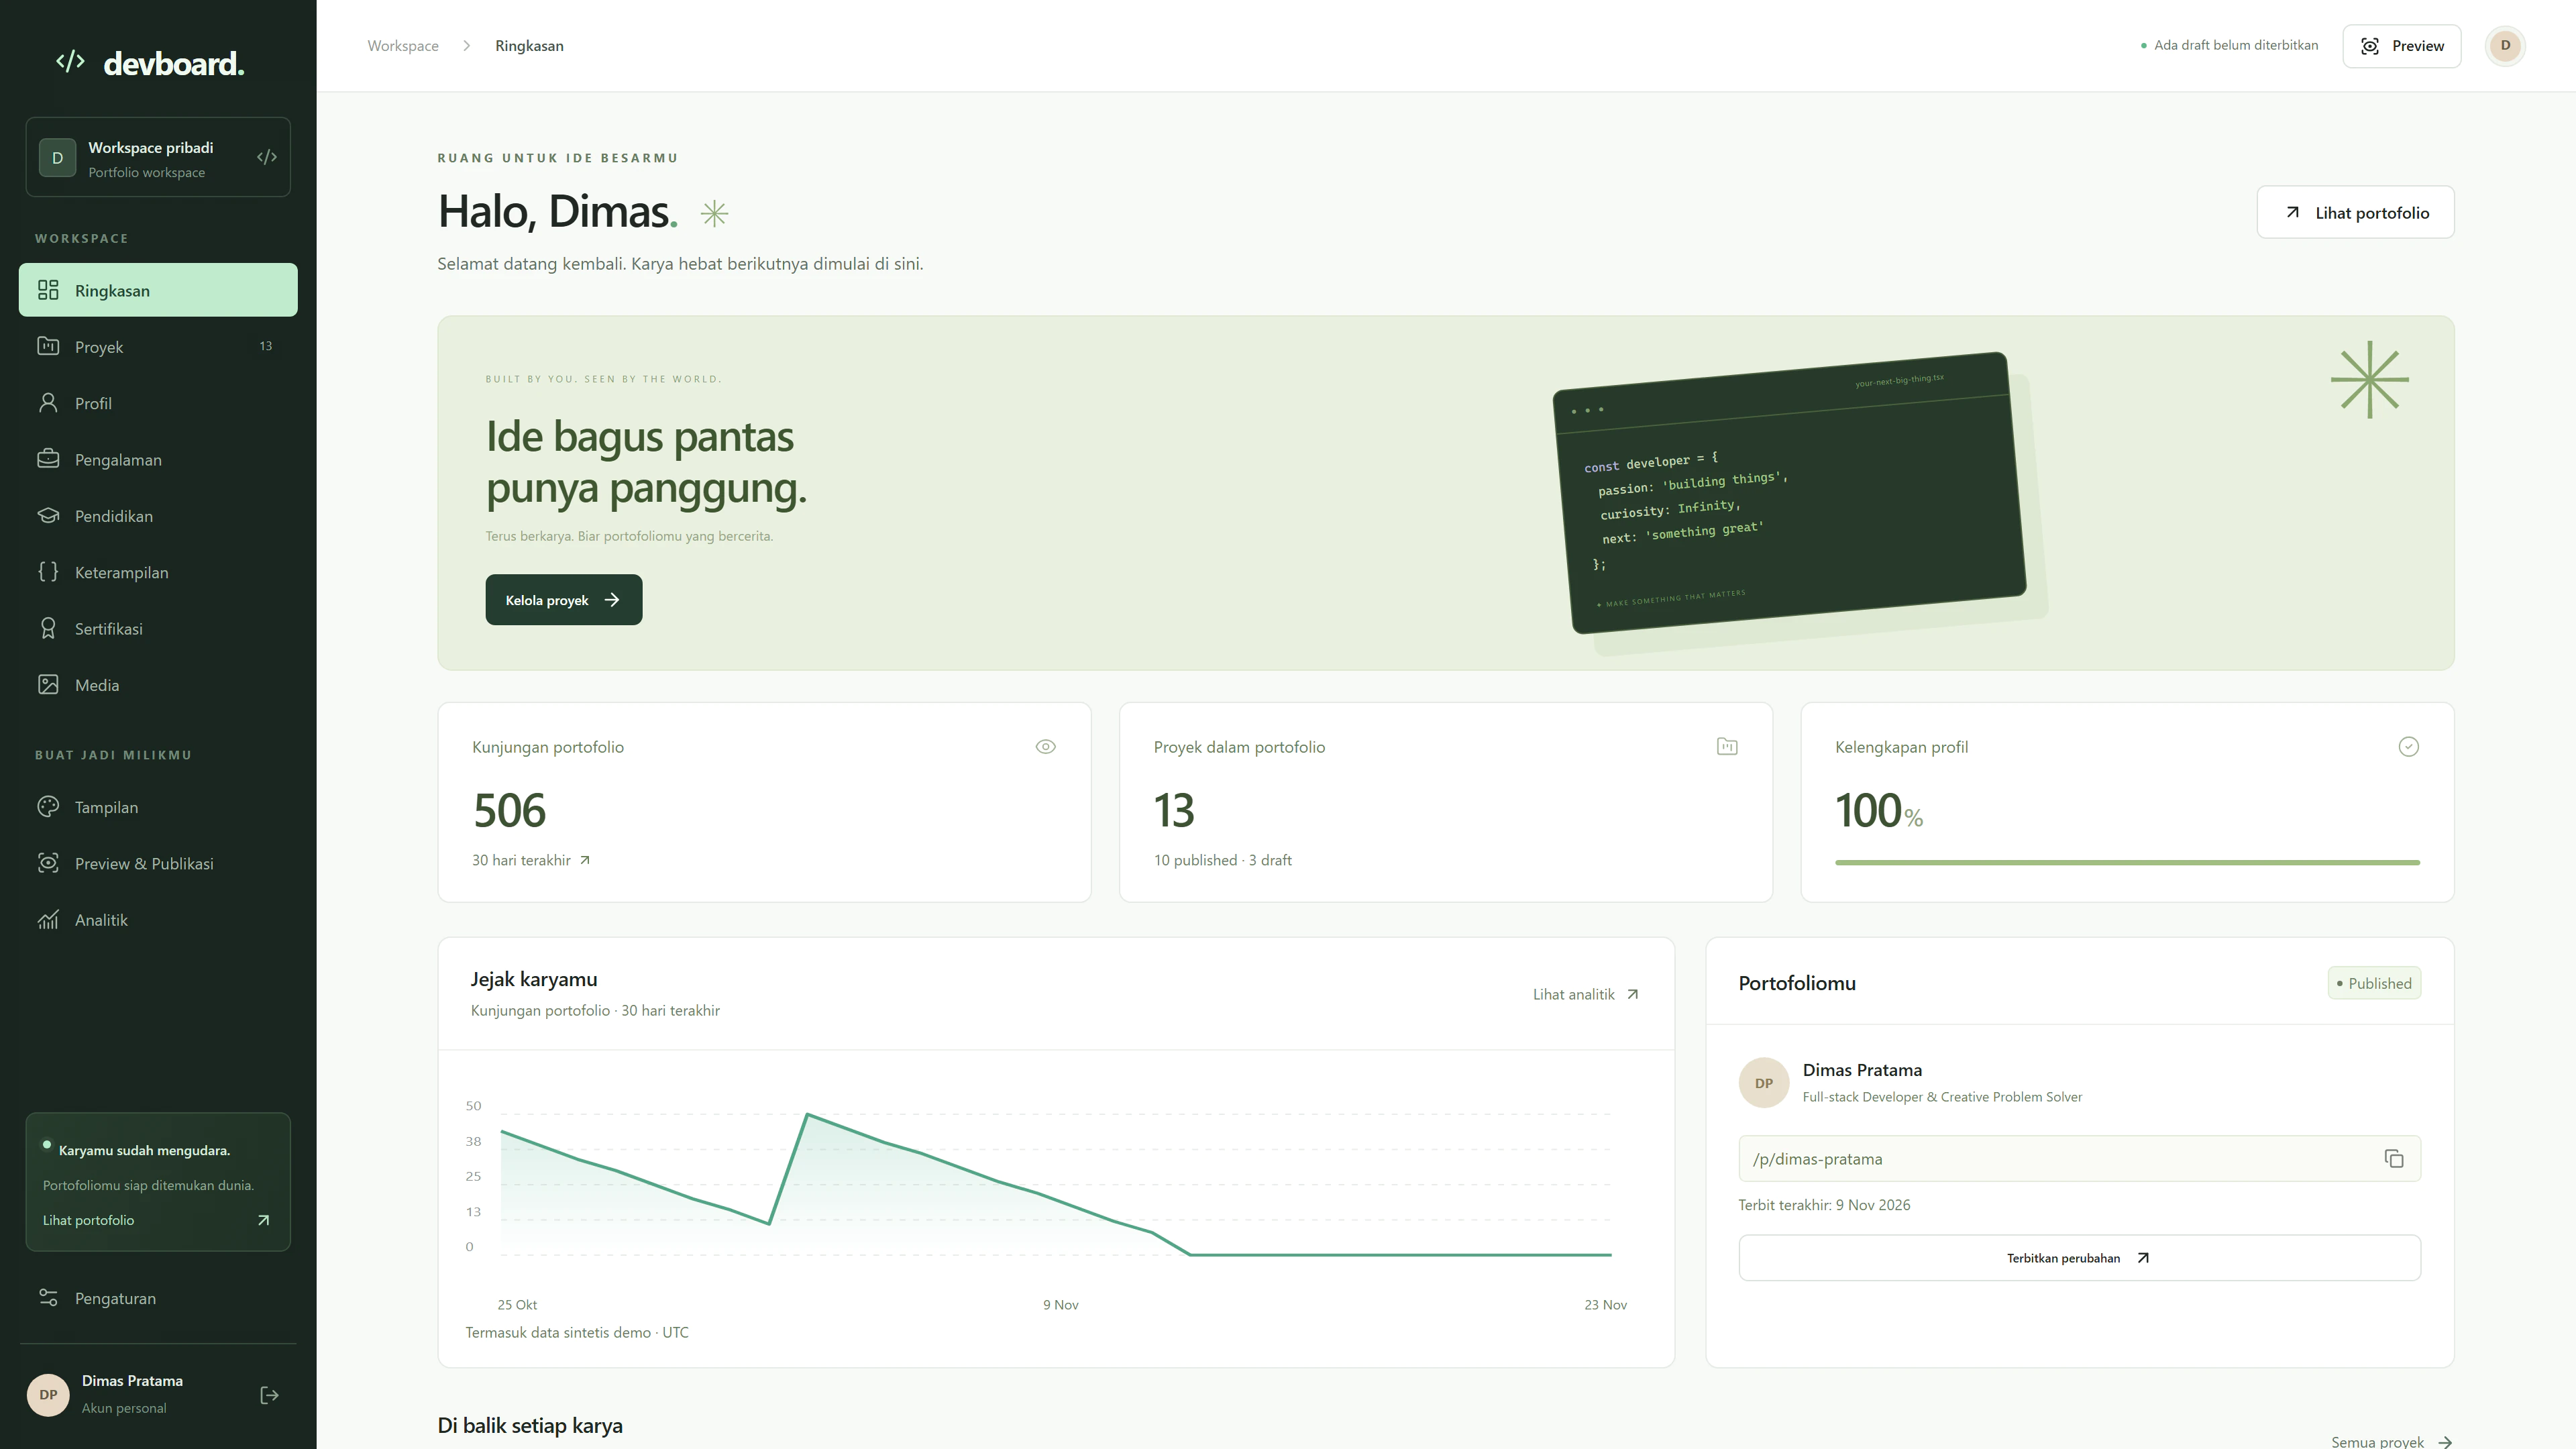 devboard.
D
Workspace pribadi
Portfolio workspace
WORKSPACE
Ringkasan
Proyek
13
Profil
Pengalaman
Pendidikan
Keterampilan
Sertifikasi
Media
BUAT JADI MILIKMU
Tampilan
Preview & Publikasi
Analitik
Karyamu sudah mengudara.
Portofoliomu siap ditemukan dunia.
Lihat portofolio
Pengaturan
DP
Dimas Pratama
Akun personal
Workspace
Ringkasan
Ada draft belum diterbitkan
Preview
D
RUANG UNTUK IDE BESARMU
Halo, Dimas.
Selamat datang kembali. Karya hebat berikutnya dimulai di sini.
Lihat portofolio
BUILT BY YOU. SEEN BY THE WORLD.
Ide bagus pantas
punya panggung.
Terus berkarya. Biar portofoliomu yang bercerita.
Kelola proyek
your-next-big-thing.tsx
const developer = {
passion: 'building things',
curiosity: Infinity,
next: 'something great'
};
MAKE SOMETHING THAT MATTERS
Kunjungan portofolio
506
30 hari terakhir
Proyek dalam portofolio
13
10 published · 3 draft
Kelengkapan profil
100%
Jejak karyamu
Kunjungan portofolio · 30 hari terakhir
Lihat analitik
50
38
25
13
0
25 Okt
9 Nov
23 Nov
Termasuk data sintetis demo · UTC
Portofoliomu
Published
DP
Dimas Pratama
Full-stack Developer & Creative Problem Solver
/p/dimas-pratama
Terbit terakhir: 9 Nov 2026
Terbitkan perubahan
Di balik setiap karya
Semua proyek